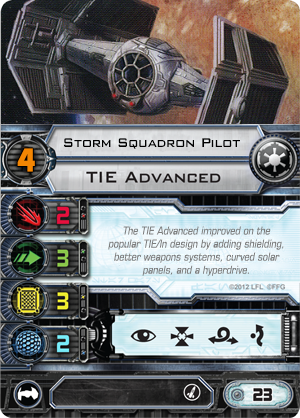 Storm Squadron Pilot
4
TIE Advanced
2
3
3
2
The TIE Advanced improved on the
popular TIE/ln design by adding shielding,
better weapons systems, curved solar
panels, and a hyperdrive.
©2012 LFL ©FFG
23